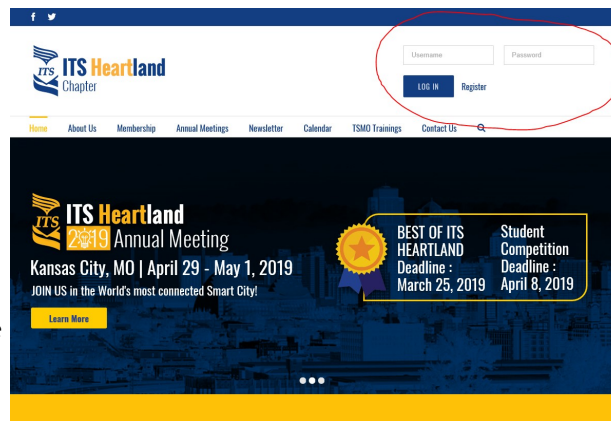 Username
Password
ITS
ITS Heartland
Chapter
LOG IN
Register
Home
About Us
Membership
Annual Meetings
Newsletter
Calendar
TSMO Trainings
Contact Us
ITS
ITS Heartland
2019 Annual Meeting
Kansas City, MO | April 29 - May 1, 2019
JOIN US in the World's most connected Smart City!
Learn More
BEST OF ITS
HEARTLAND
Deadline :
March 25, 2019
Student
Competition
Deadline :
April 8, 2019